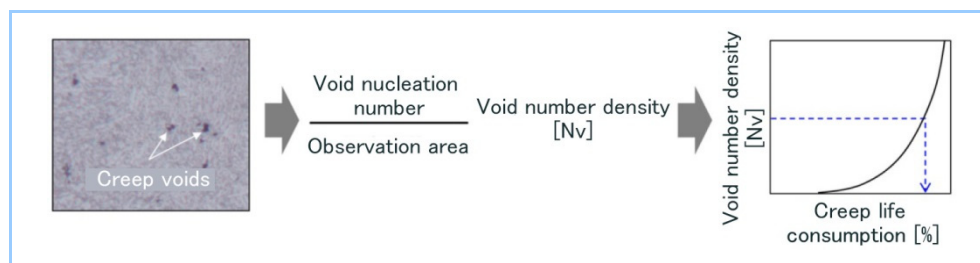 Creep voids
Void nucleation
number
Observation area
Void number density
[Nv]
Void number density
[Nv]
Creep life
consumption [%]